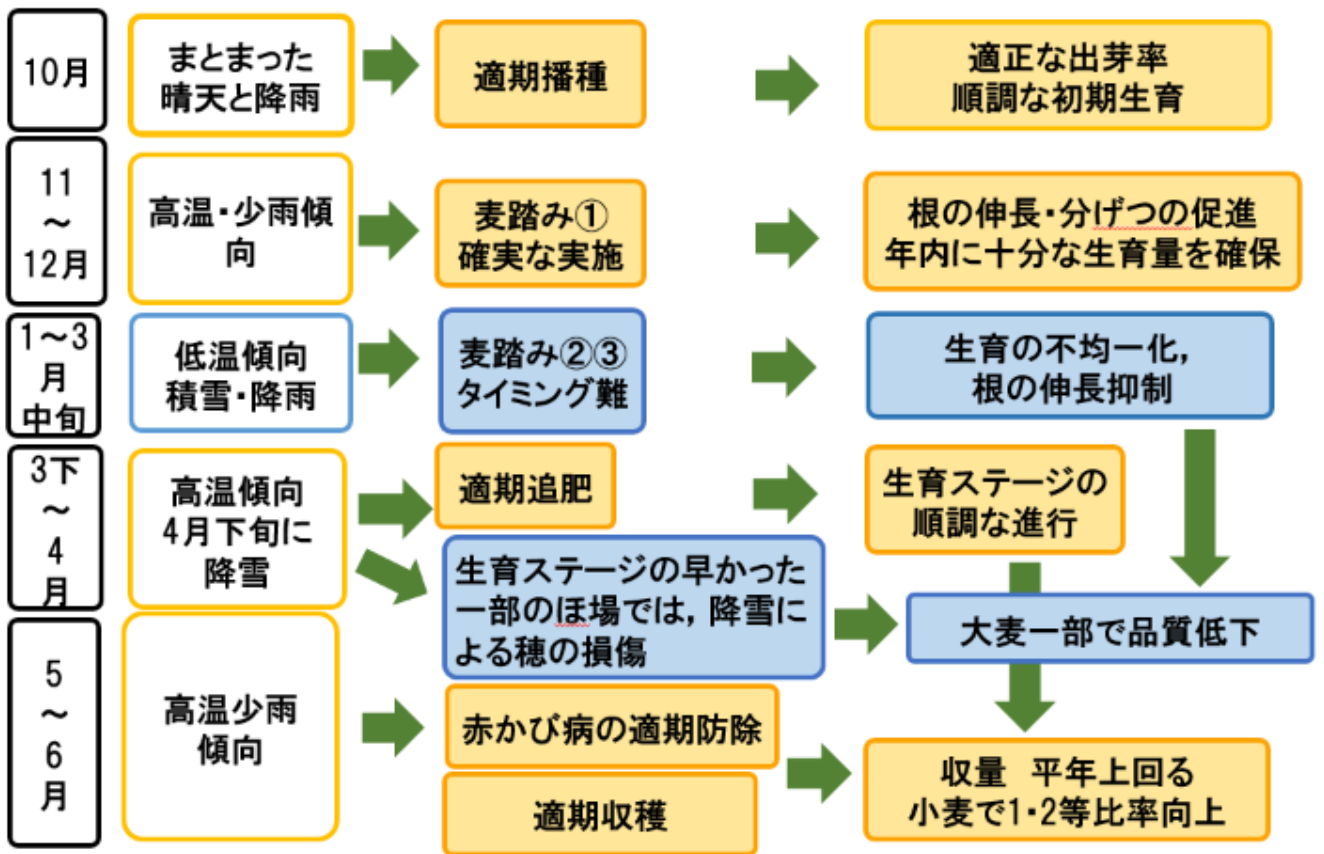 10月
まとまった
晴天と降雨
適期播種
適正な出芽率
順調な初期生育
11
～
12月
高温・少雨傾
向
麦踏み①
確実な実施
根の伸長・分げつの促進
年内に十分な生育量を確保
1～3
月
中旬
低温傾向
積雪・降雨
麦踏み②③
タイミング難
生育の不均一化，
根の伸長抑制
3下
～
4
月
高温傾向
4月下旬に
降雪
適期追肥
生育ステージの
順調な進行
生育ステージの早かった
一部のほ場では，降雪に
よる穂の損傷
大麦一部で品質低下
5
～
6
月
高温少雨
傾向
赤かび病の適期防除
適期収穫
収量　平年上回る
小麦で1・2等比率向上